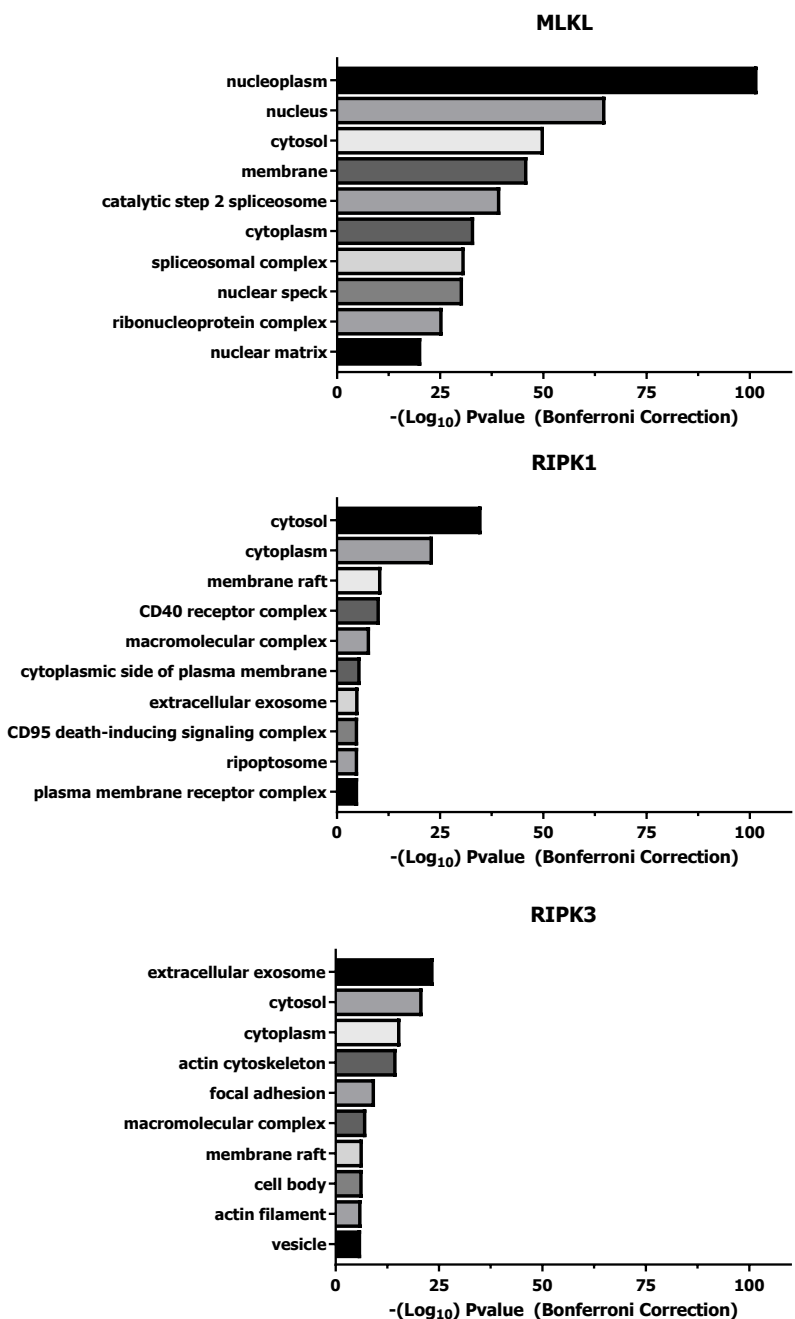 MLKL
nucleoplasm
nucleus
cytosol
membrane
catalytic step 2 spliceosome
cytoplasm
spliceosomal complex
nuclear speck
ribonucleoprotein complex
nuclear matrix
0 25 50 75 100
-(Log₁₀) Pvalue (Bonferroni Correction)
RIPK1
cytosol
cytoplasm
membrane raft
CD40 receptor complex
macromolecular complex
cytoplasmic side of plasma membrane
extracellular exosome
CD95 death-inducing signaling complex
ripoptosome
plasma membrane receptor complex
0 25 50 75 100
-(Log₁₀) Pvalue (Bonferroni Correction)
RIPK3
extracellular exosome
cytosol
cytoplasm
actin cytoskeleton
focal adhesion
macromolecular complex
membrane raft
cell body
actin filament
vesicle
0 25 50 75 100
-(Log₁₀) Pvalue (Bonferroni Correction)